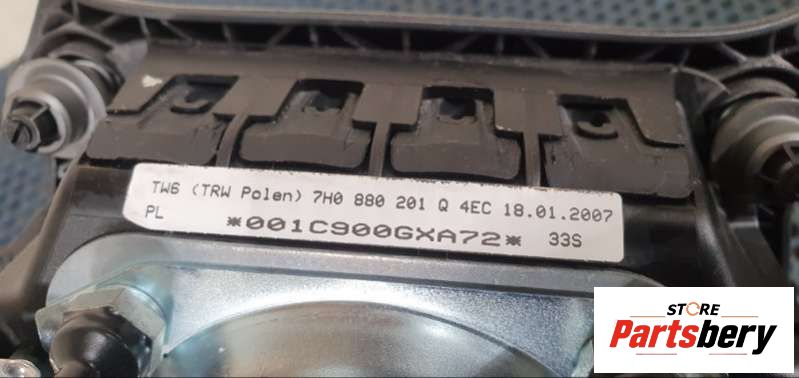 TW6 (TRW Polen) 7H0 880 201 Q 4EC 18.01.2007
PL *001C900GXA72* 33S
STORE
Partsbery